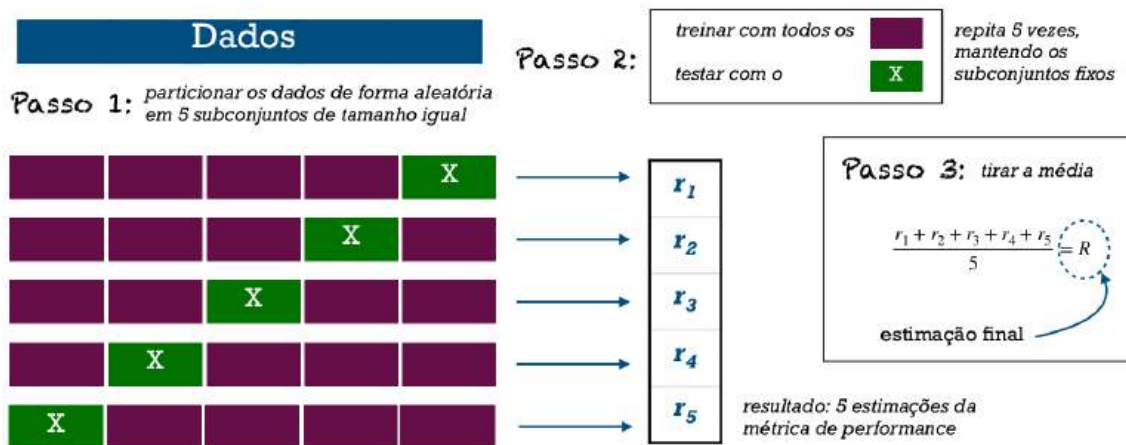 Dados
Passo 1: particionar os dados de forma aleatória
em 5 subconjuntos de tamanho igual
Passo 2:
treinar com todos os
testar com o X
repita 5 vezes,
mantendo os
subconjuntos fixos
X
r1
X
r2
X
r3
X
r4
X
r5
resultado: 5 estimações da
métrica de performance
Passo 3: tirar a média
r1 + r2 + r3 + r4 + r5
5
= R
estimação final